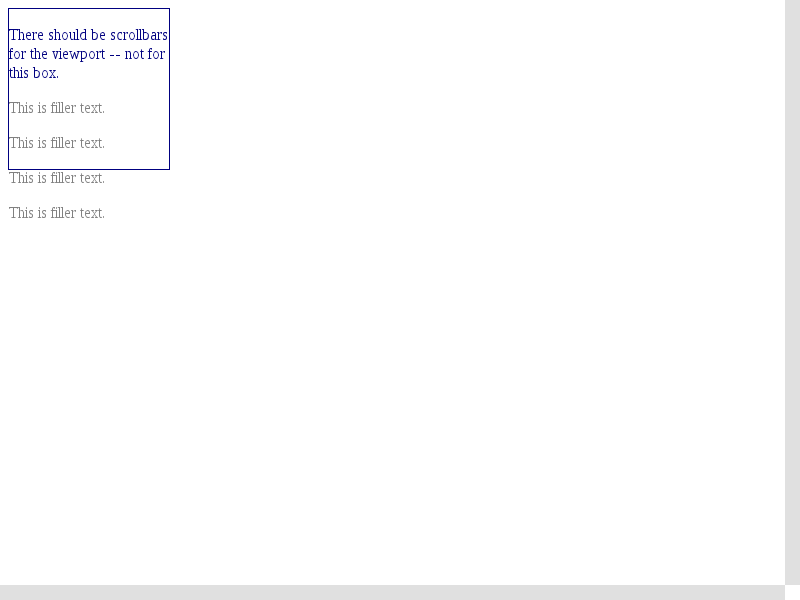 There should be scrollbars
for the viewport -- not for
this box.
This is filler text.
This is filler text.
This is filler text.
This is filler text.